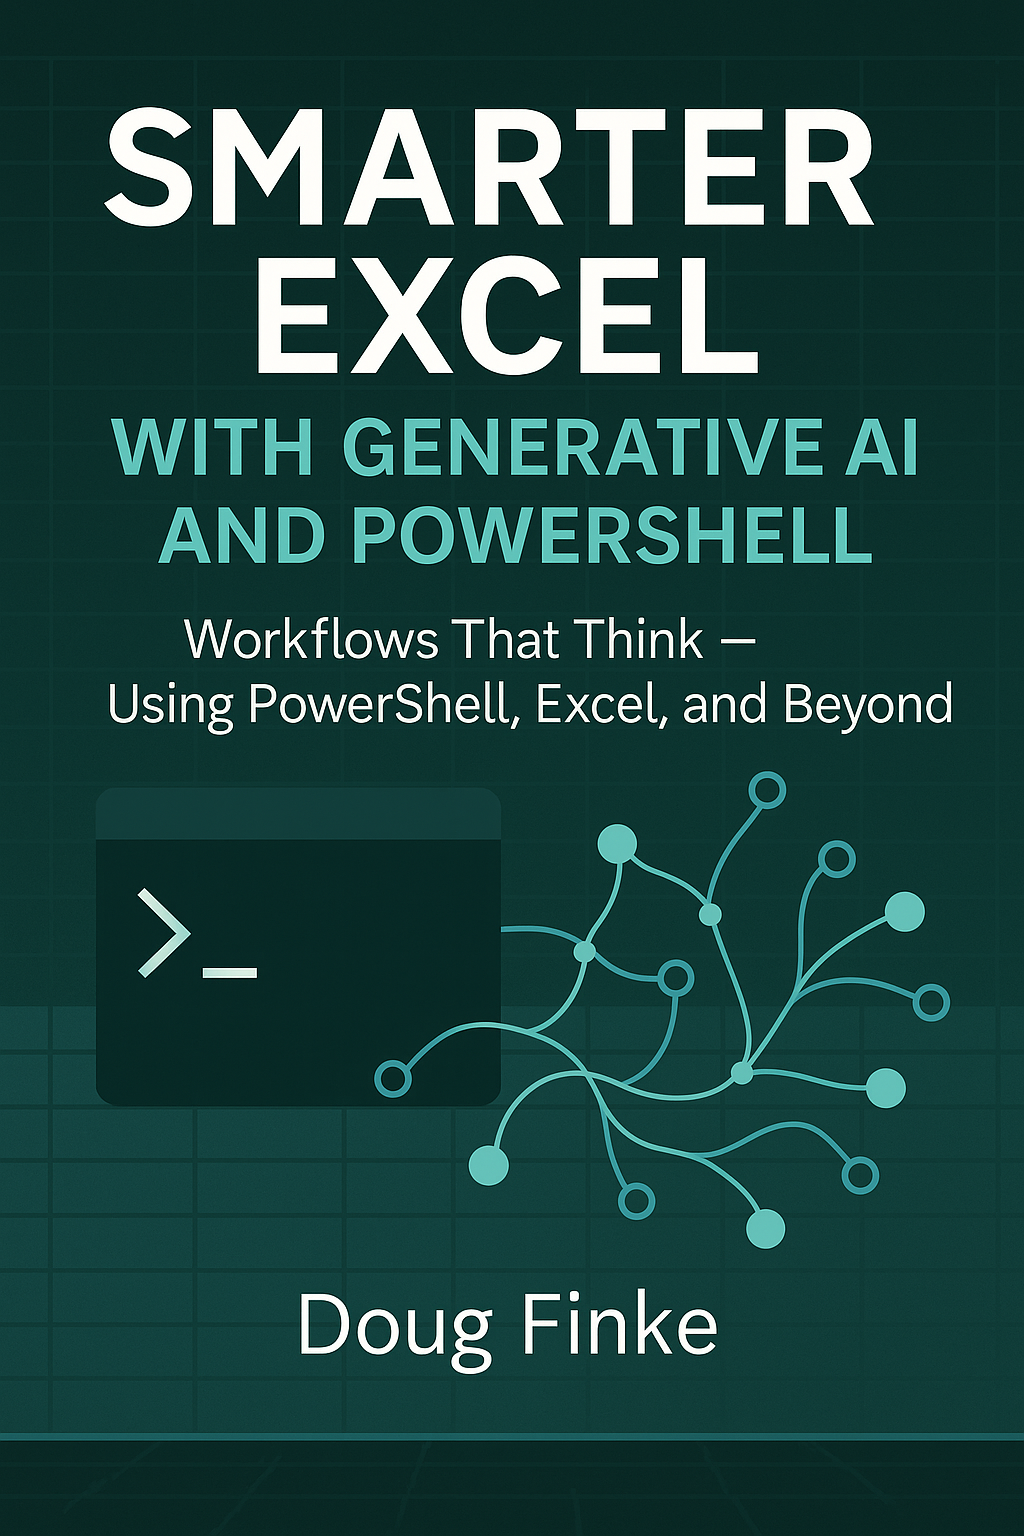 SMARTER
EXCEL
WITH GENERATIVE AI
AND POWERSHELL
Workflows That Think –
Using PowerShell, Excel, and Beyond
>_
Doug Finke